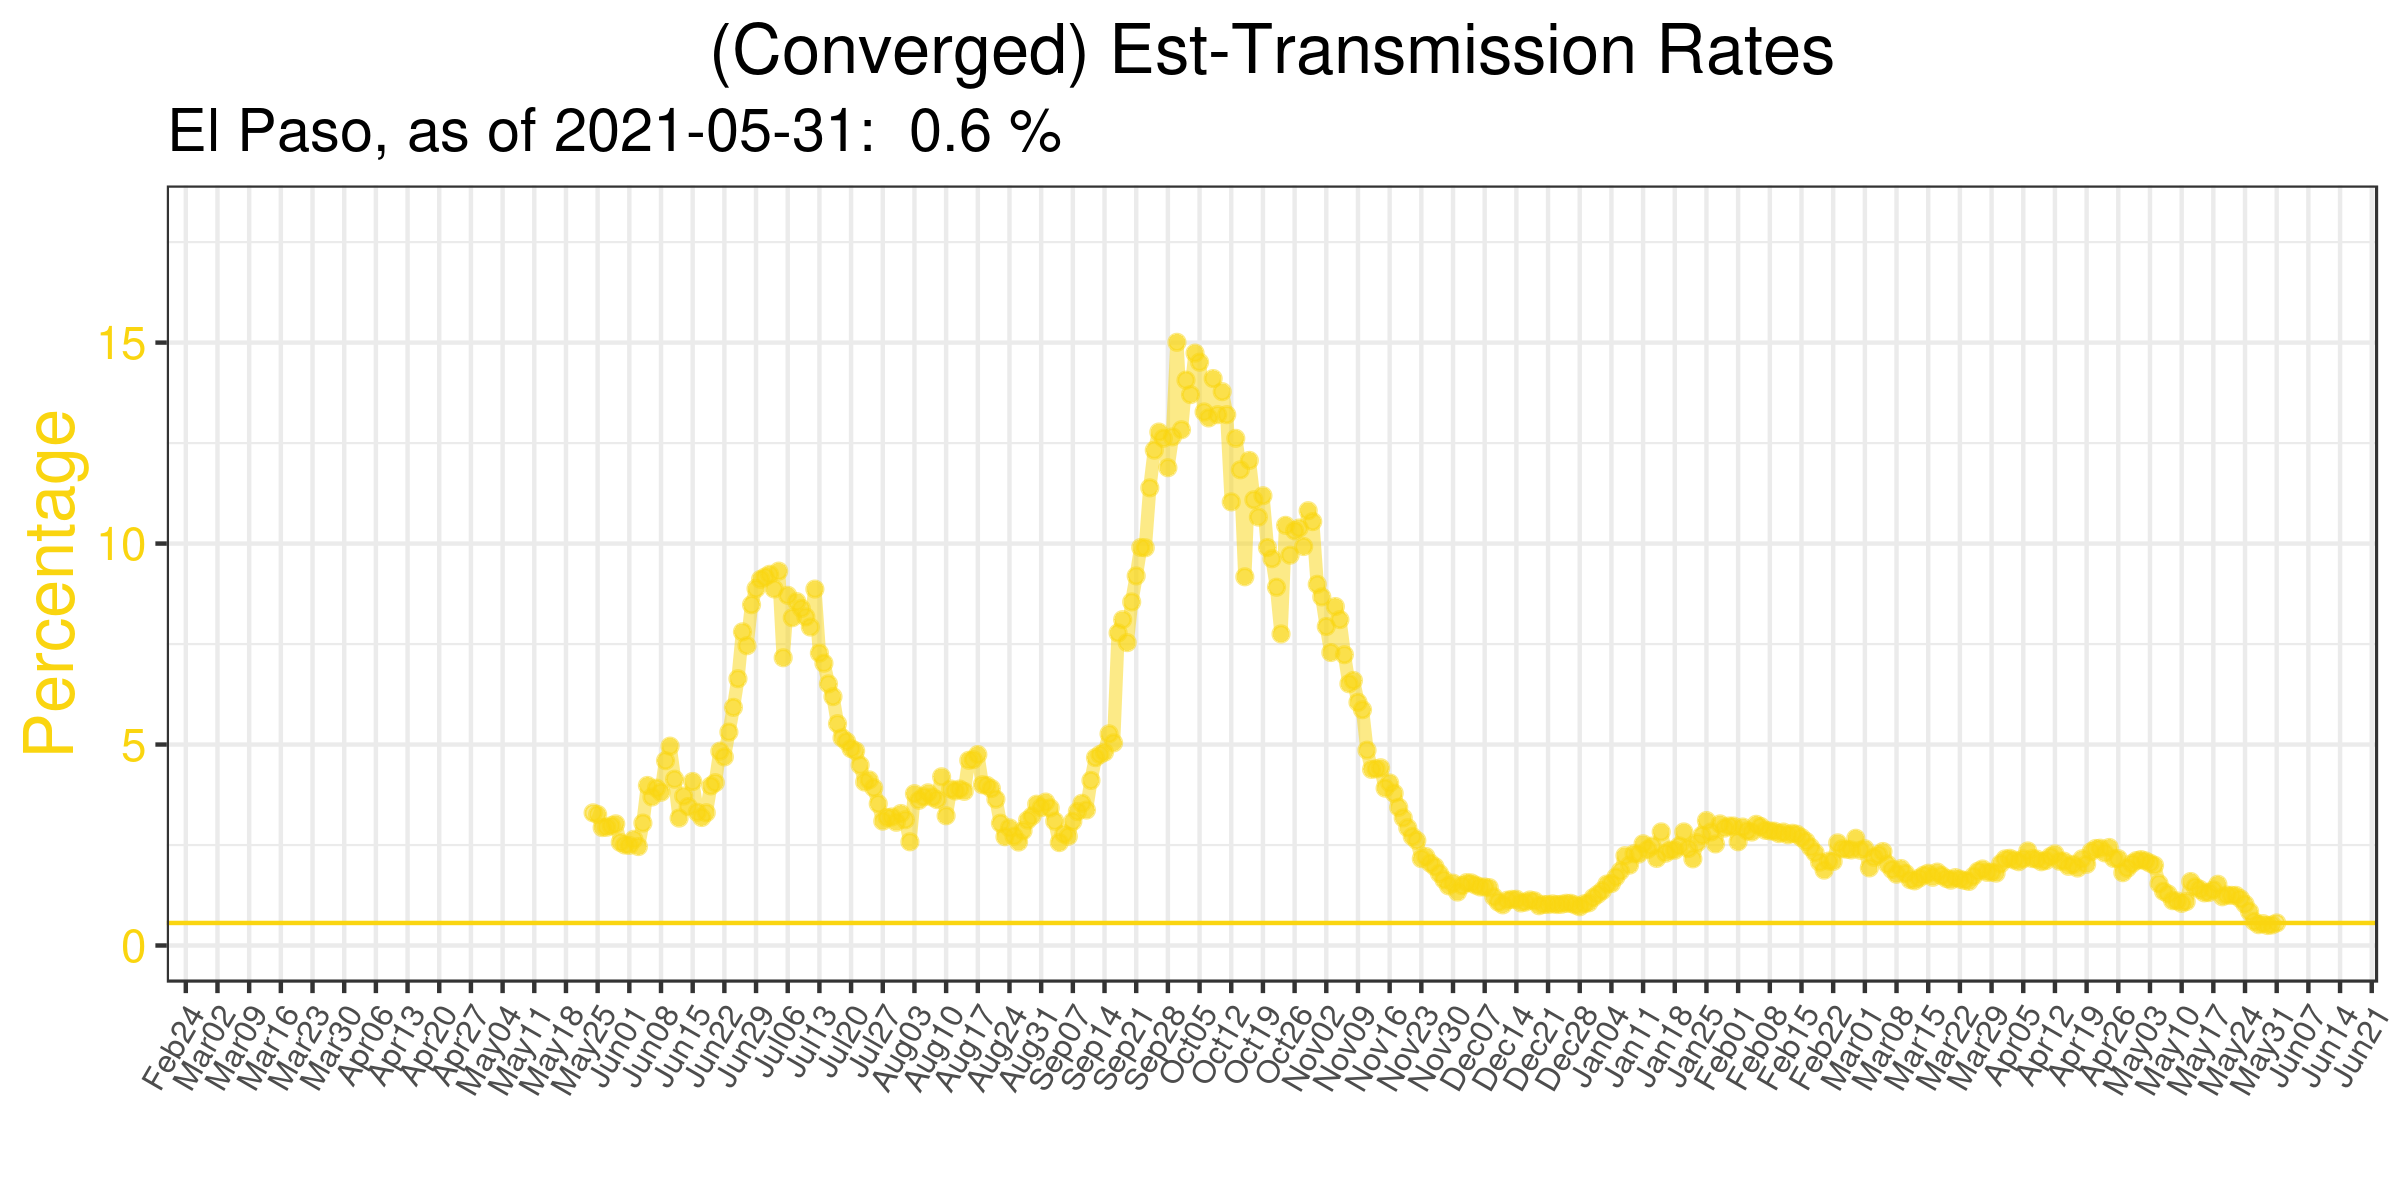 (Converged) Est-Transmission Rates
El Paso, as of 2021-05-31:  0.6 %
Percentage
15
10
5
0
Feb24
Mar02
Mar09
Mar16
Mar23
Mar30
Apr06
Apr13
Apr20
Apr27
May04
May11
May18
May25
Jun01
Jun08
Jun15
Jun22
Jun29
Jul06
Jul13
Jul20
Jul27
Aug03
Aug10
Aug17
Aug24
Aug31
Sep07
Sep14
Sep21
Sep28
Oct05
Oct12
Oct19
Oct26
Nov02
Nov09
Nov16
Nov23
Nov30
Dec07
Dec14
Dec21
Dec28
Jan04
Jan11
Jan18
Jan25
Feb01
Feb08
Feb15
Feb22
Mar01
Mar08
Mar15
Mar22
Mar29
Apr05
Apr12
Apr19
Apr26
May03
May10
May17
May24
May31
Jun07
Jun14
Jun21